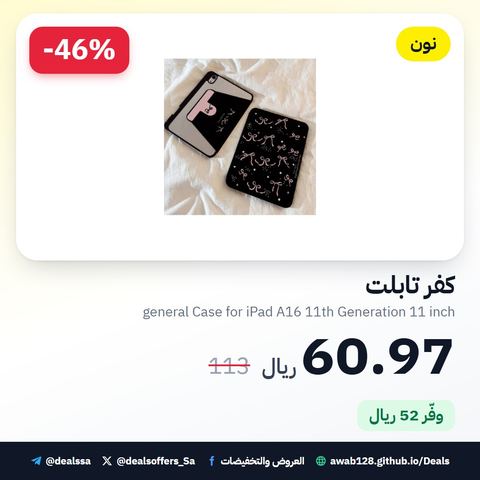 -46%
نون
كفر تابلت
general Case for iPad A16 11th Generation 11 inch
60.97 ريال 113
وفّر 52 ريال
@dealssa @dealsoffers_Sa العروض والتخفيضات awab128.github.io/Deals